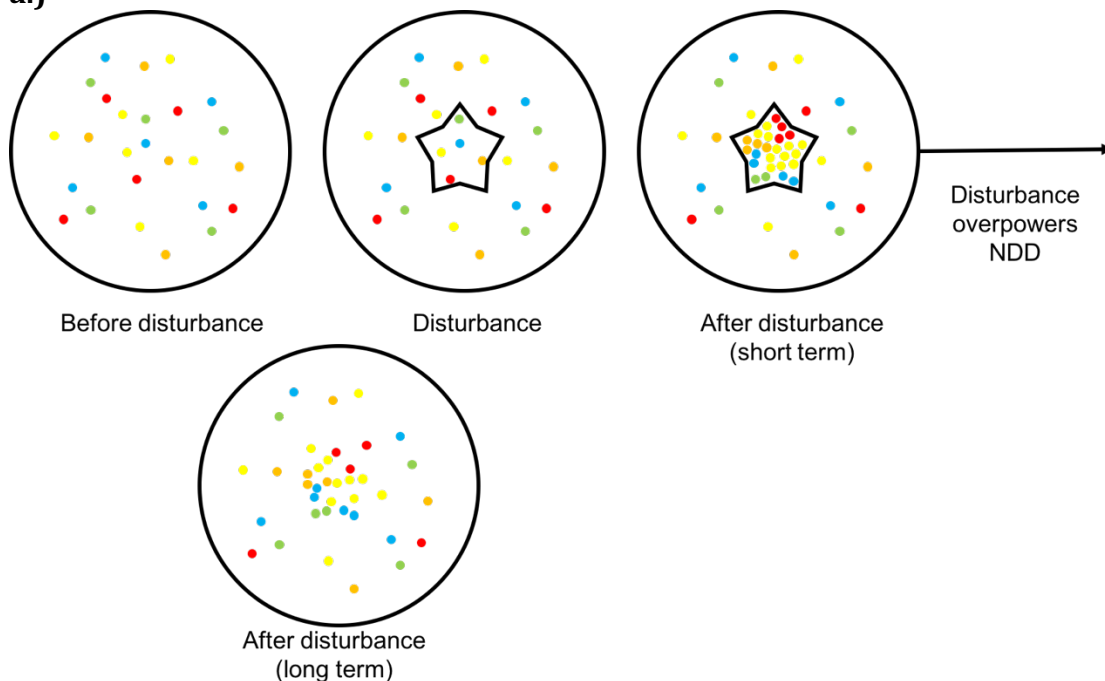 a.)
Before disturbance
Disturbance
After disturbance
(short term)
Disturbance
overpowers
NDD
After disturbance
(long term)